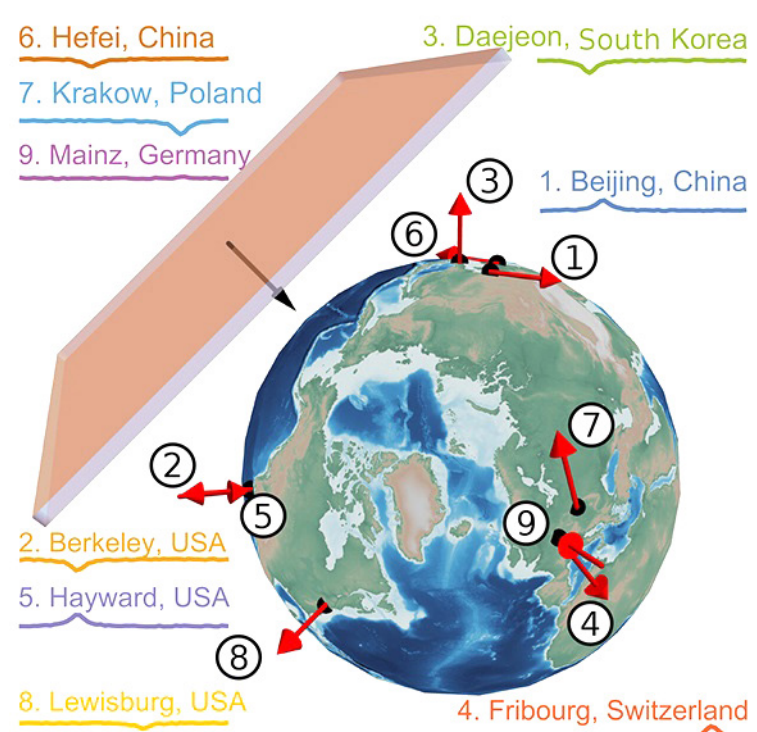 6. Hefei, China
3. Daejeon, South Korea
7. Krakow, Poland
9. Mainz, Germany
1. Beijing, China
3
6
1
7
2
5
9
2. Berkeley, USA
5. Hayward, USA
4
8
8. Lewisburg, USA
4. Fribourg, Switzerland